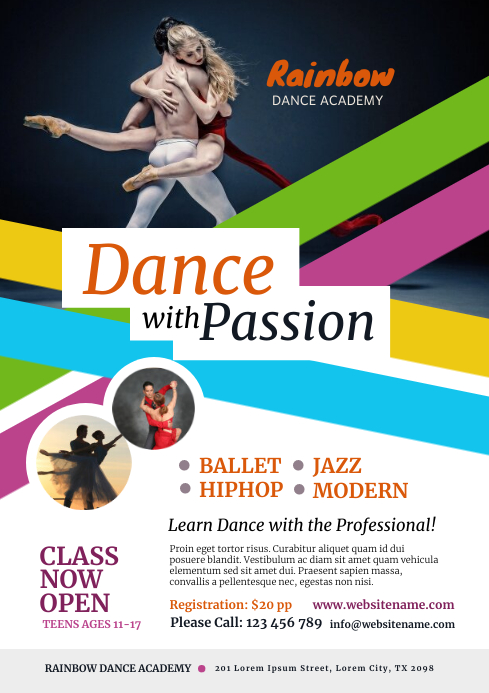 Rainbow
DANCE ACADEMY
Dance
with Passion
BALLET
JAZZ
HIPHOP
MODERN
Learn Dance with the Professional!
Proin eget tortor risus. Curabitur aliquet quam id dui
posuere blandit. Vestibulum ac diam sit amet quam vehicula
elementum sed sit amet dui. Praesent sapien massa,
convallis a pellentesque nec, egestas non nisi.
CLASS
NOW
OPEN
TEENS AGES 11-17
Registration: $20 pp
www.websitename.com
Please Call: 123 456 789
info@websitename.com
RAINBOW DANCE ACADEMY
201 Lorem Ipsum Street, Lorem City, TX 2098